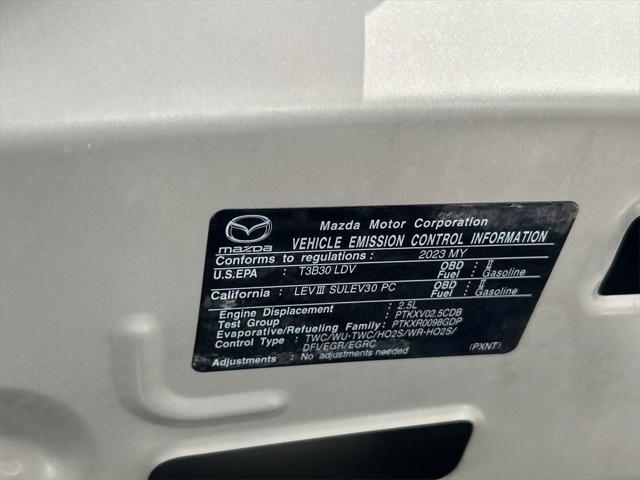 mazda
Mazda Motor Corporation
VEHICLE EMISSION CONTROL INFORMATION
Conforms to regulations : 2023 MY
U.S.EPA : T3B30 LDV OBD : II
Fuel : Gasoline
California : LEVIII SULEV30 PC OBD : II
Fuel : Gasoline
Engine Displacement : 2.5L
Test Group : PTKXV02.5CDB
Evaporative/Refueling Family : PTKXR0098GDP
Control Type : TWC/WU-TWC/HO2S/WR-HO2S/
DFI/EGR/EGRC
Adjustments : No adjustments needed
(PXNT)